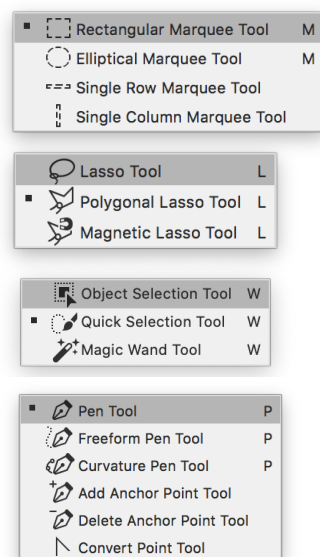 Rectangular Marquee Tool M
Elliptical Marquee Tool M
Single Row Marquee Tool
Single Column Marquee Tool
Lasso Tool L
Polygonal Lasso Tool L
Magnetic Lasso Tool L
Object Selection Tool W
Quick Selection Tool W
Magic Wand Tool W
Pen Tool P
Freeform Pen Tool P
Curvature Pen Tool P
Add Anchor Point Tool
Delete Anchor Point Tool
Convert Point Tool